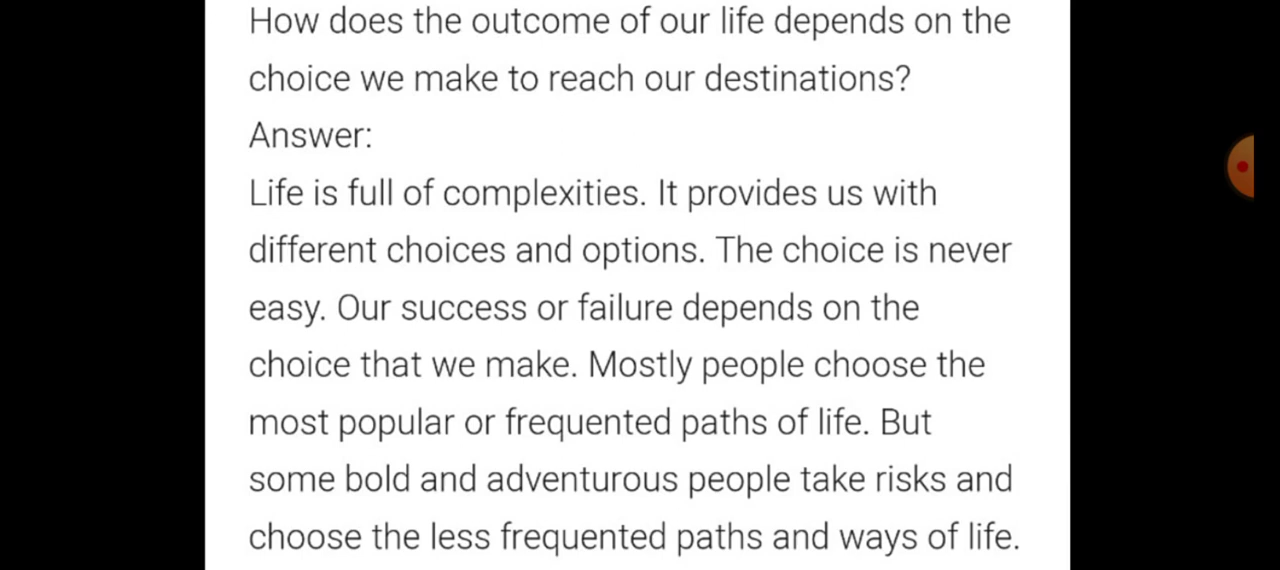 How does the outcome of our life depends on the
choice we make to reach our destinations?
Answer:
Life is full of complexities. It provides us with
different choices and options. The choice is never
easy. Our success or failure depends on the
choice that we make. Mostly people choose the
most popular or frequented paths of life. But
some bold and adventurous people take risks and
choose the less frequented paths and ways of life.